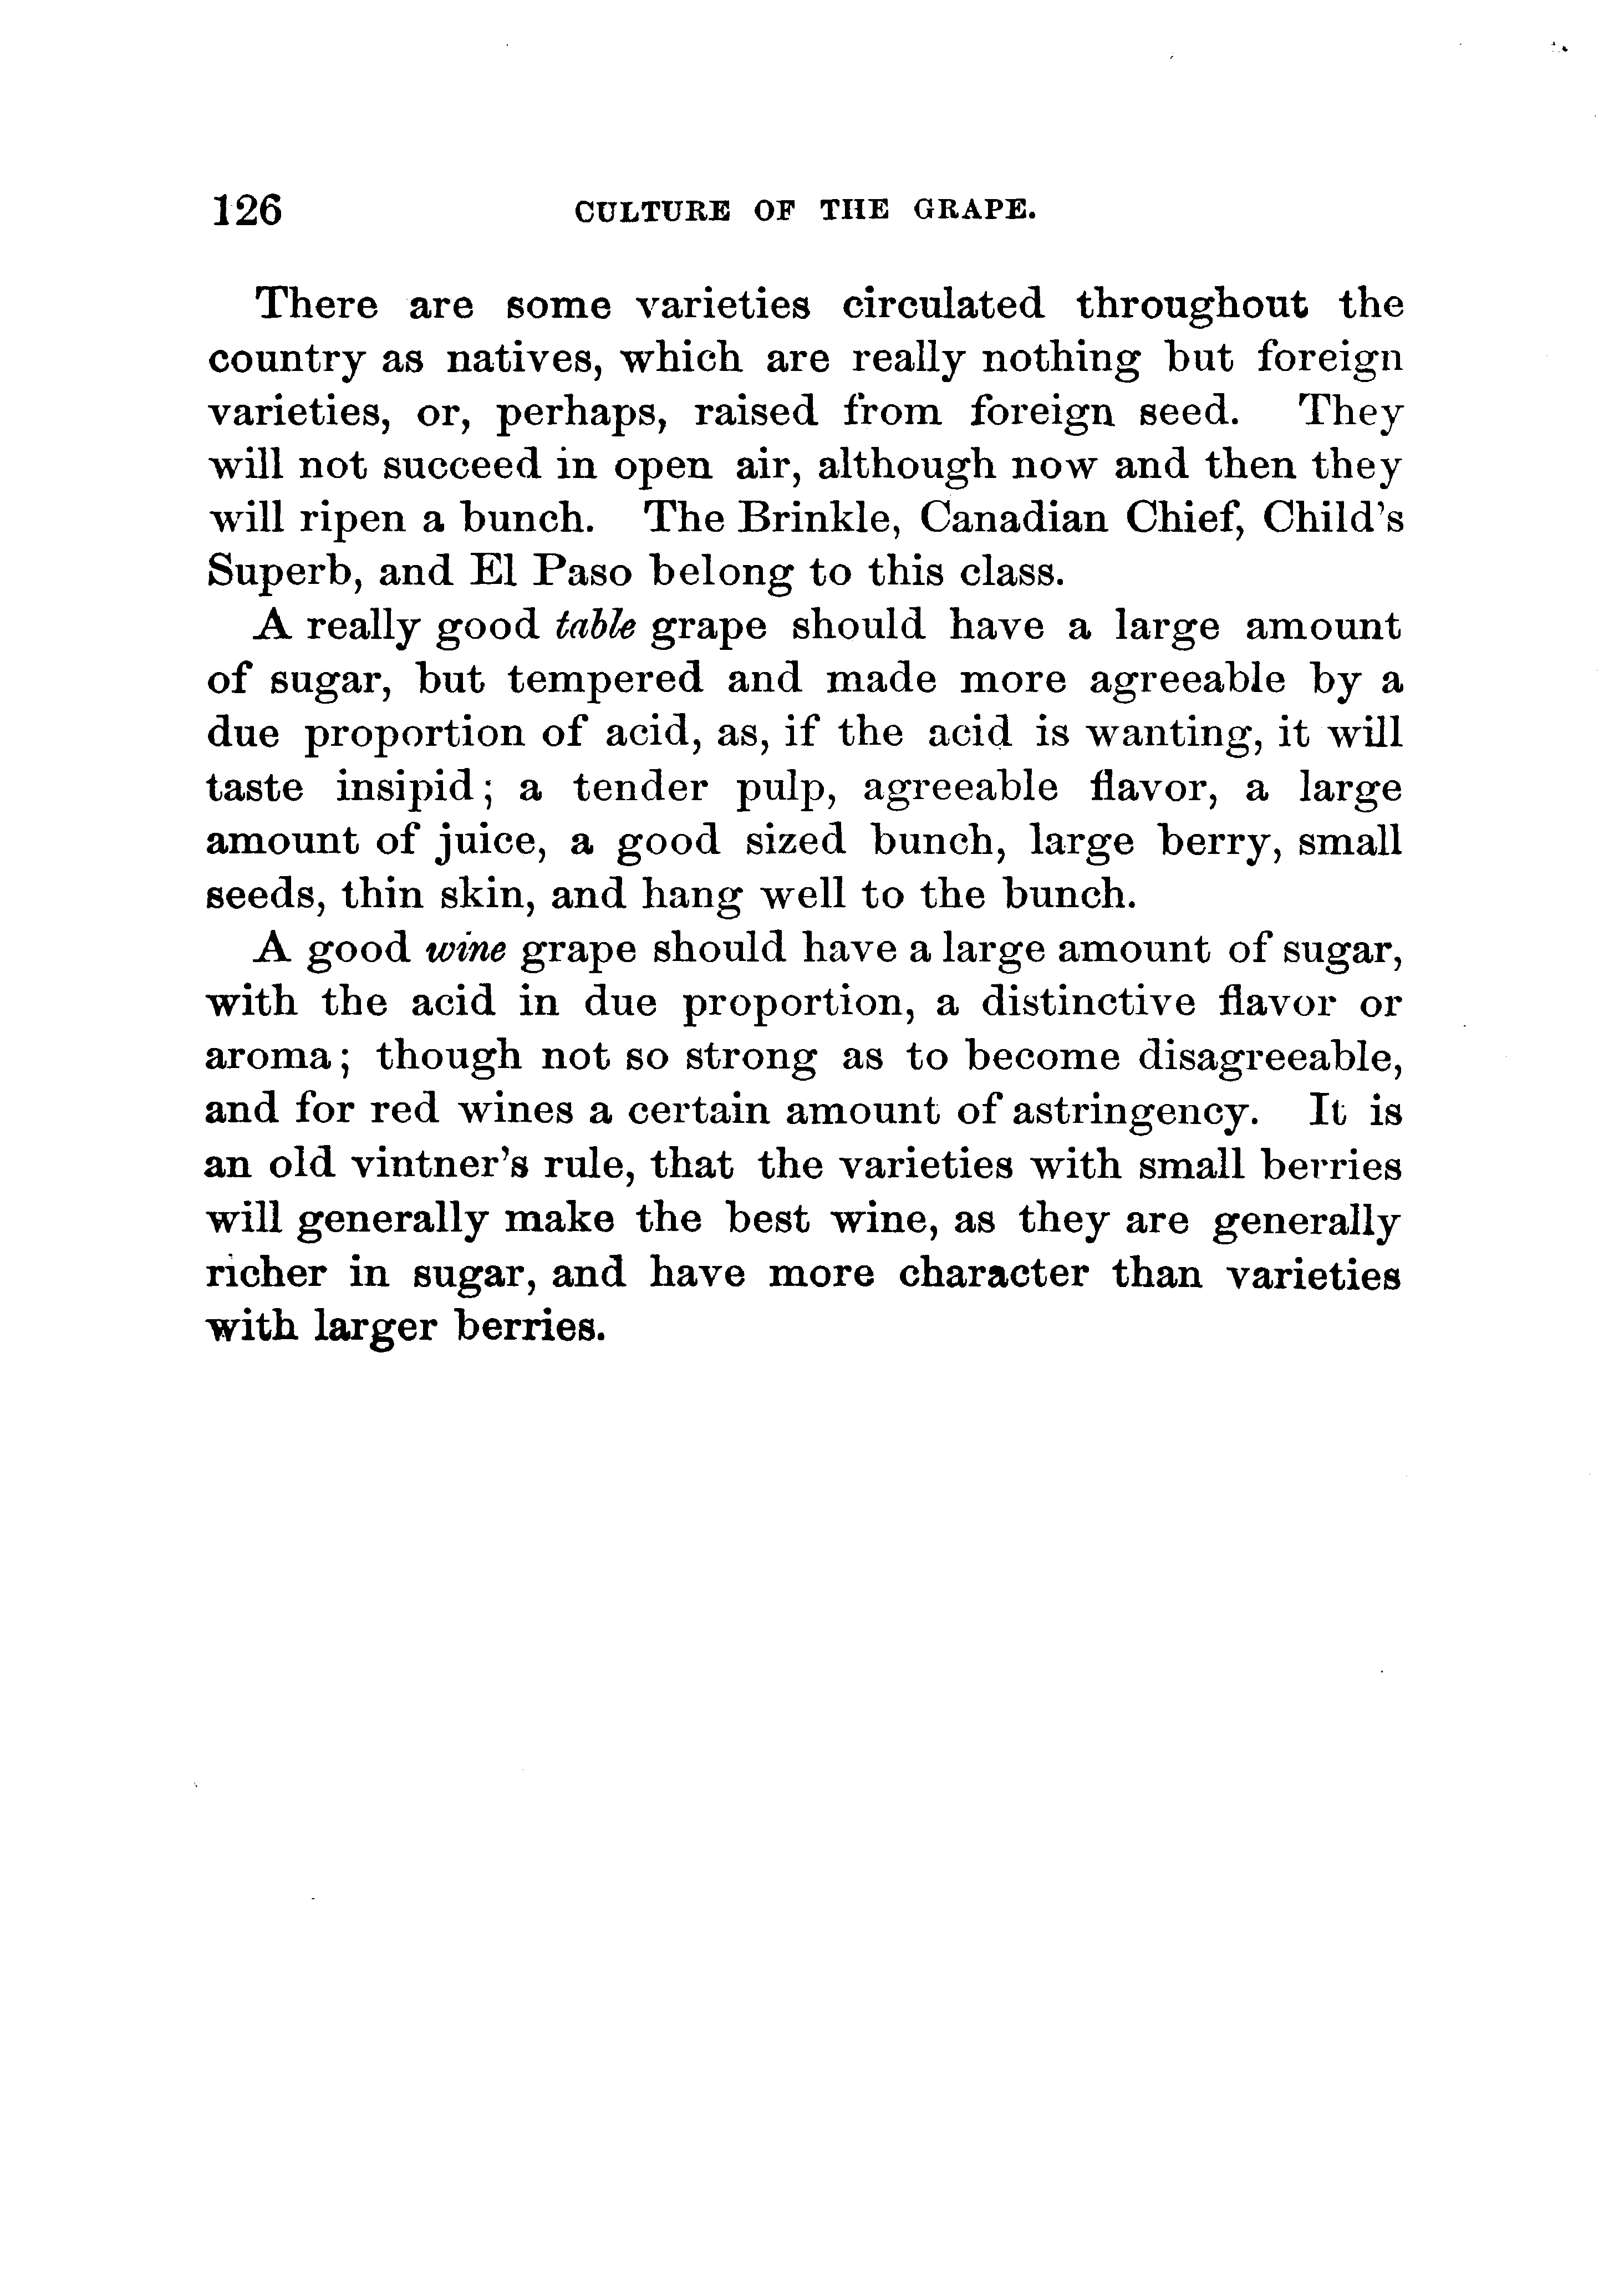 126 CULTURE OF THE GRAPE.
There are some varieties circulated throughout the
country as natives, which are really nothing but foreign
varieties, or, perhaps, raised from foreign seed. They
will not succeed in open air, although now and then they
will ripen a bunch. The Brinkle, Canadian Chief, Child's
Superb, and El Paso belong to this class.
A really good table grape should have a large amount
of sugar, but tempered and made more agreeable by a
due proportion of acid, as, if the acid is wanting, it will
taste insipid; a tender pulp, agreeable flavor, a large
amount of juice, a good sized bunch, large berry, small
seeds, thin skin, and hang well to the bunch.
A good wine grape should have a large amount of sugar,
with the acid in due proportion, a distinctive flavor or
aroma; though not so strong as to become disagreeable,
and for red wines a certain amount of astringency. It is
an old vintner's rule, that the varieties with small berries
will generally make the best wine, as they are generally
richer in sugar, and have more character than varieties
with larger berries.